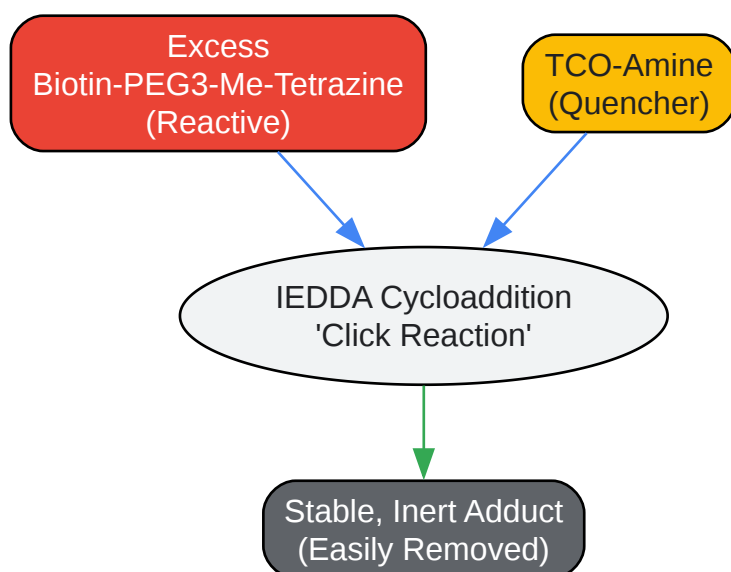 Excess
Biotin-PEG3-Me-Tetrazine
(Reactive)
TCO-Amine
(Quencher)
IEDDA Cycloaddition
'Click Reaction'
Stable, Inert Adduct
(Easily Removed)